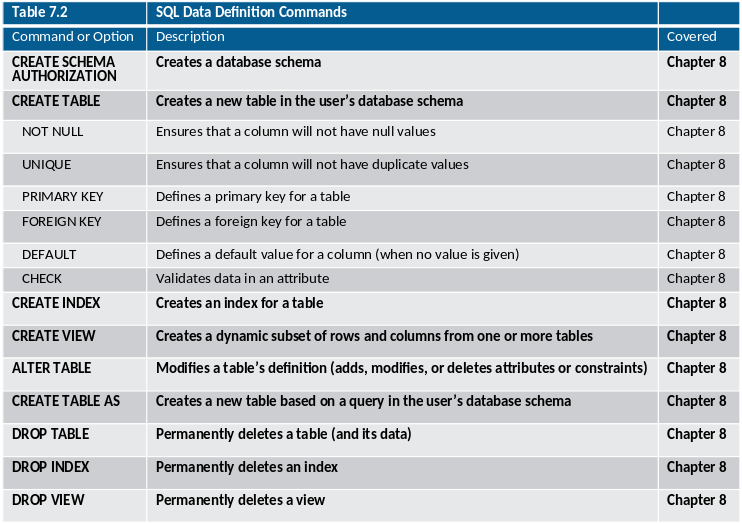 Table 7.2 SQL Data Definition Commands
Command or Option Description Covered
CREATE SCHEMA AUTHORIZATION Creates a database schema Chapter 8
CREATE TABLE Creates a new table in the user’s database schema Chapter 8
NOT NULL Ensures that a column will not have null values Chapter 8
UNIQUE Ensures that a column will not have duplicate values Chapter 8
PRIMARY KEY Defines a primary key for a table Chapter 8
FOREIGN KEY Defines a foreign key for a table Chapter 8
DEFAULT Defines a default value for a column (when no value is given) Chapter 8
CHECK Validates data in an attribute Chapter 8
CREATE INDEX Creates an index for a table Chapter 8
CREATE VIEW Creates a dynamic subset of rows and columns from one or more tables Chapter 8
ALTER TABLE Modifies a table’s definition (adds, modifies, or deletes attributes or constraints) Chapter 8
CREATE TABLE AS Creates a new table based on a query in the user’s database schema Chapter 8
DROP TABLE Permanently deletes a table (and its data) Chapter 8
DROP INDEX Permanently deletes an index Chapter 8
DROP VIEW Permanently deletes a view Chapter 8